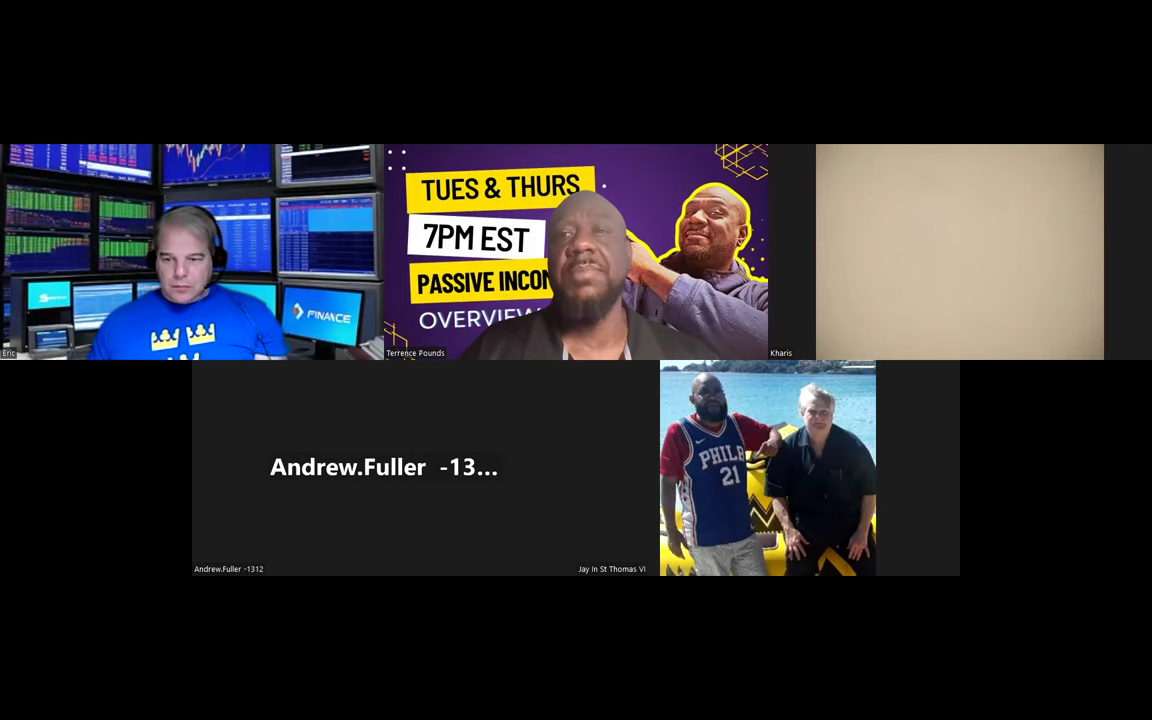 TUES & THURS
7PM EST
PASSIVE INCOM
OVERVIEW
FINANCE
Eric
Terrence Pounds
Kharis
Andrew.Fuller -13...
PHILA
21
Andrew.Fuller -1312
Jay In St Thomas VI